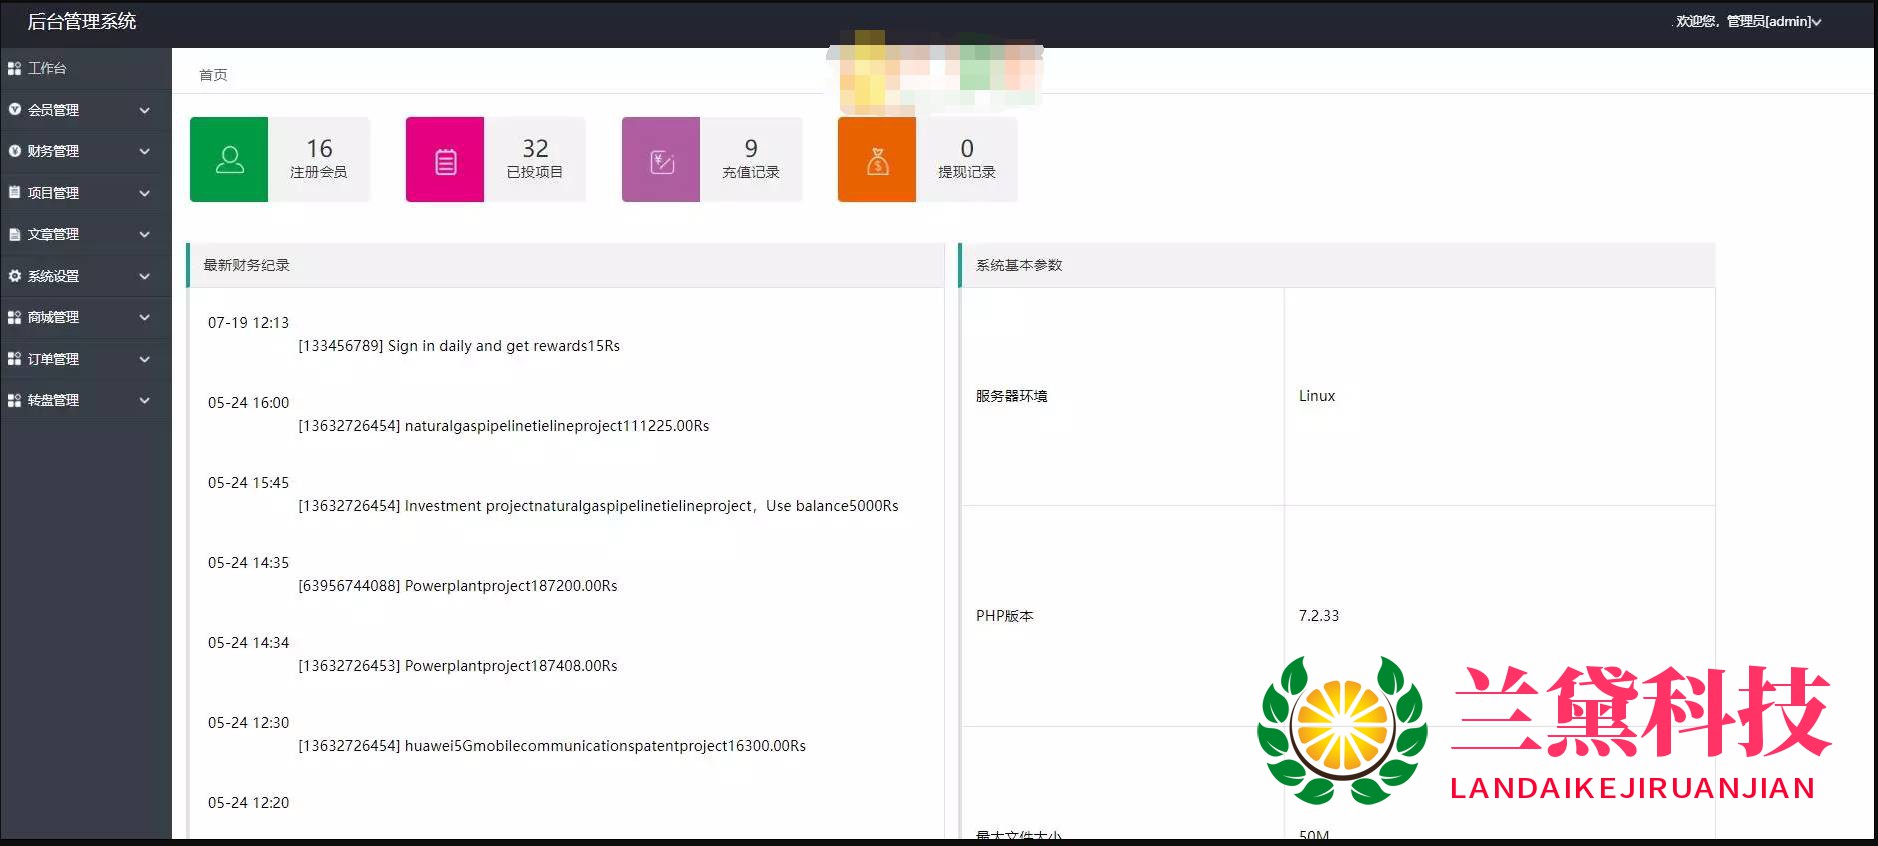 后台管理系统
欢迎您，管理员[admin]
工作台
会员管理
财务管理
项目管理
文章管理
系统设置
商城管理
订单管理
转盘管理
首页
16
注册会员
32
已投项目
9
充值记录
0
提现记录
最新财务纪录
07-19 12:13
[133456789] Sign in daily and get rewards15Rs
05-24 16:00
[13632726454] naturalgaspipelinetielineproject111225.00Rs
05-24 15:45
[13632726454] Investment projectnaturalgaspipelinetielineproject，Use balance5000Rs
05-24 14:35
[63956744088] Powerplantproject187200.00Rs
05-24 14:34
[13632726453] Powerplantproject187408.00Rs
05-24 12:30
[13632726454] huawei5Gmobilecommunicationspatentproject16300.00Rs
05-24 12:20
系统基本参数
服务器环境 Linux
PHP版本 7.2.33
最大文件大小 50M
兰黛科技
LANDAIKEJIRUANJIAN